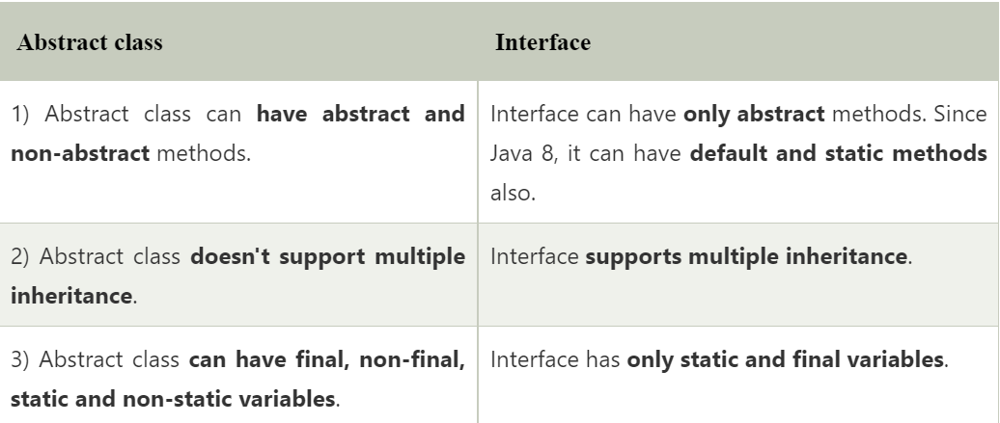 Abstract class
Interface
1) Abstract class can have abstract and
non-abstract methods.
Interface can have only abstract methods. Since
Java 8, it can have default and static methods
also.
2) Abstract class doesn't support multiple
inheritance.
Interface supports multiple inheritance.
3) Abstract class can have final, non-final,
static and non-static variables.
Interface has only static and final variables.